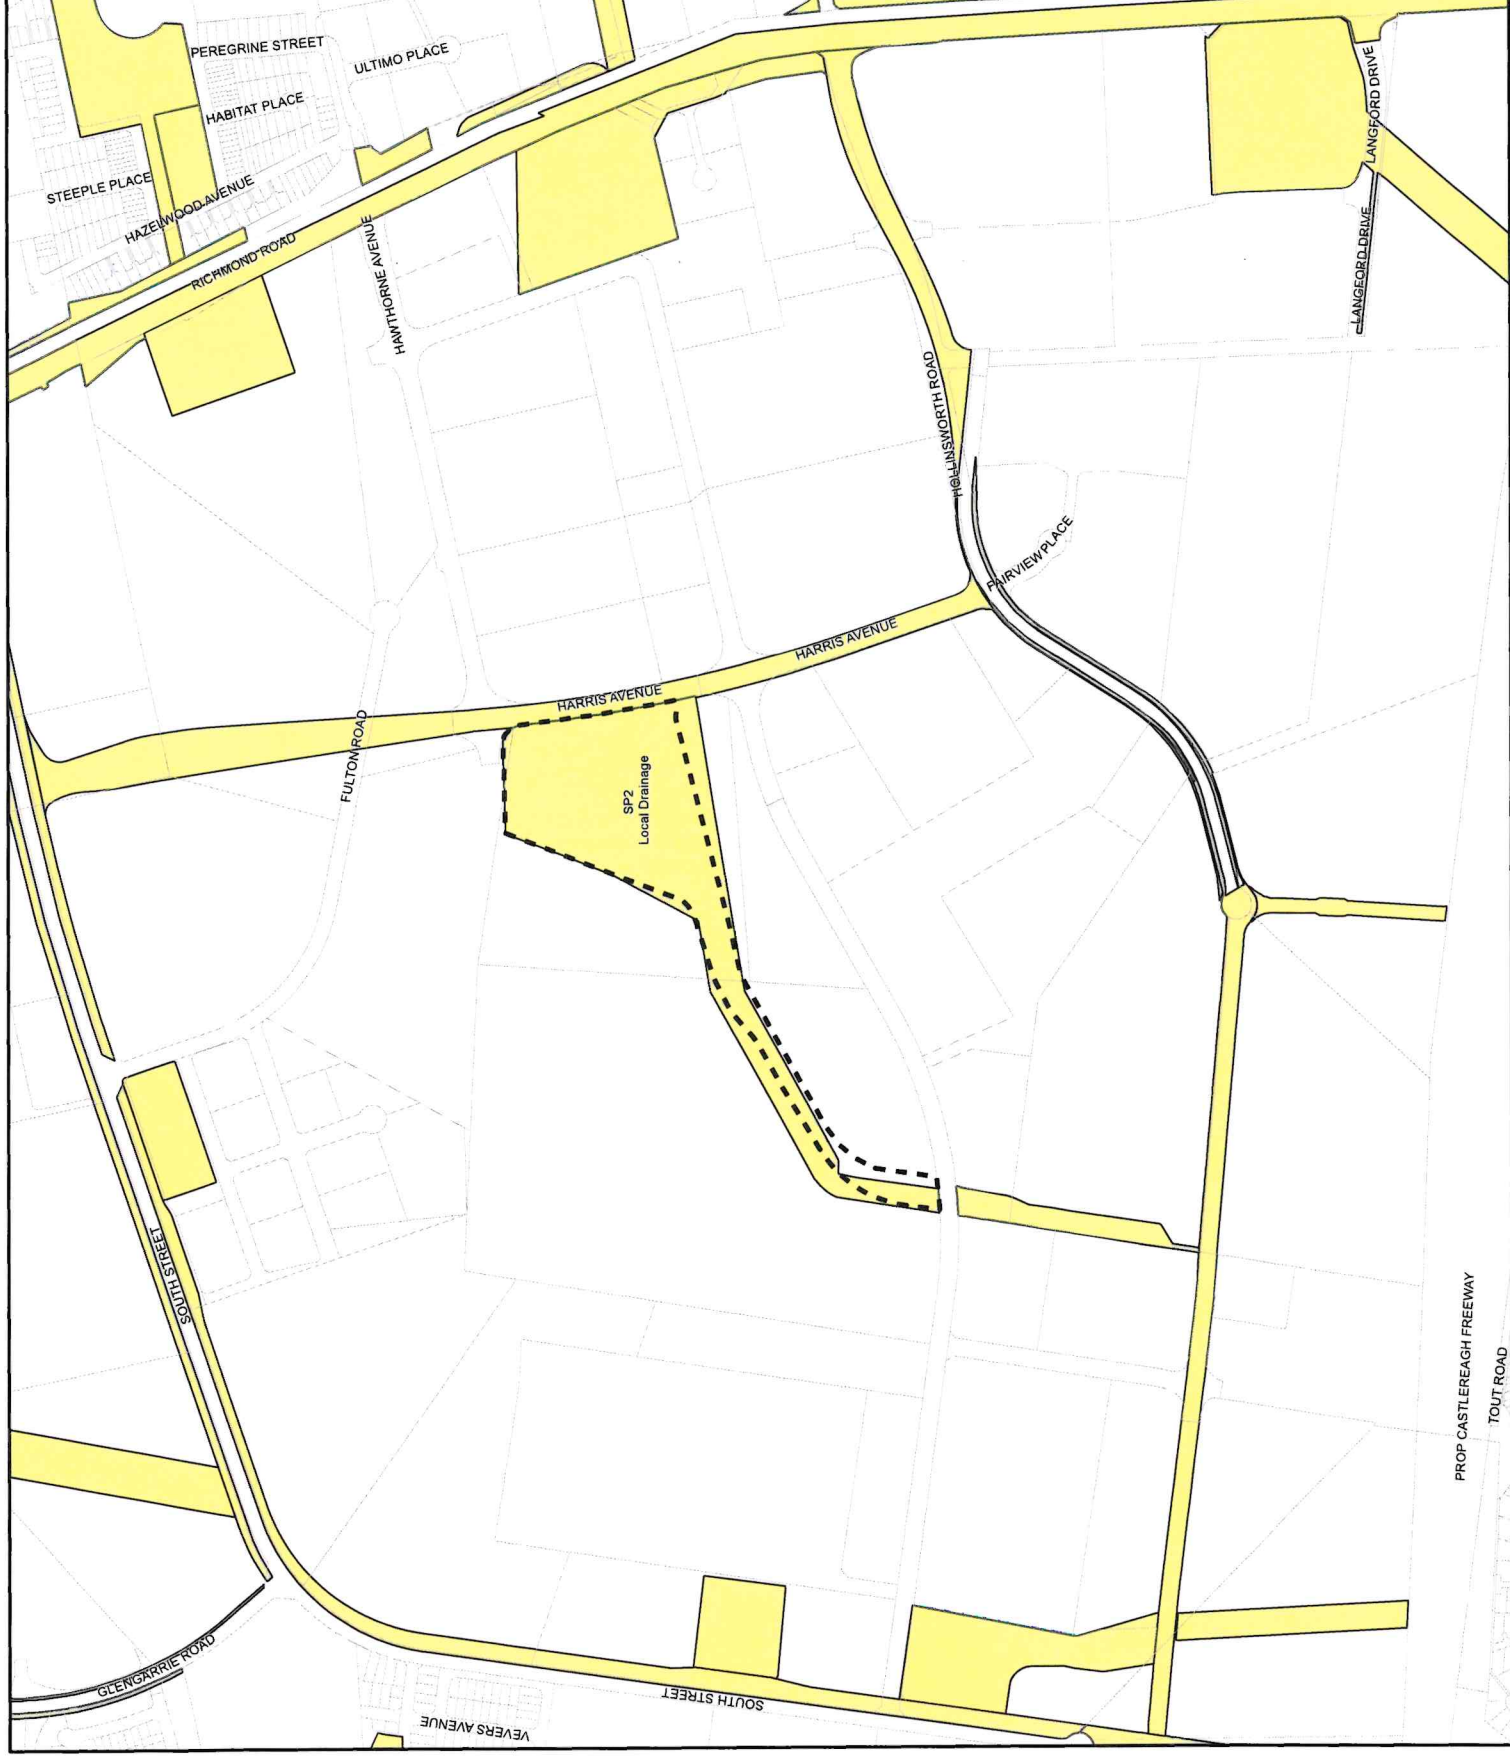 PEREGRINE STREET
ULTIMO PLACE
HABITAT PLACE
STEEPLE PLACE
HAZELWOOD AVENUE
RICHMOND ROAD
HAWTHORNE AVENUE
LANGFORD DRIVE
LANGFORD DRIVE
HOLLINSWORTH ROAD
FAIRVIEW PLACE
HARRIS AVENUE
HARRIS AVENUE
FULTON ROAD
SP2
Local Drainage
SOUTH STREET
PROP CASTLEREAGH FREEWAY
TOUT ROAD
GLENGARRIE ROAD
SOUTH STREET
VEVERS AVENUE